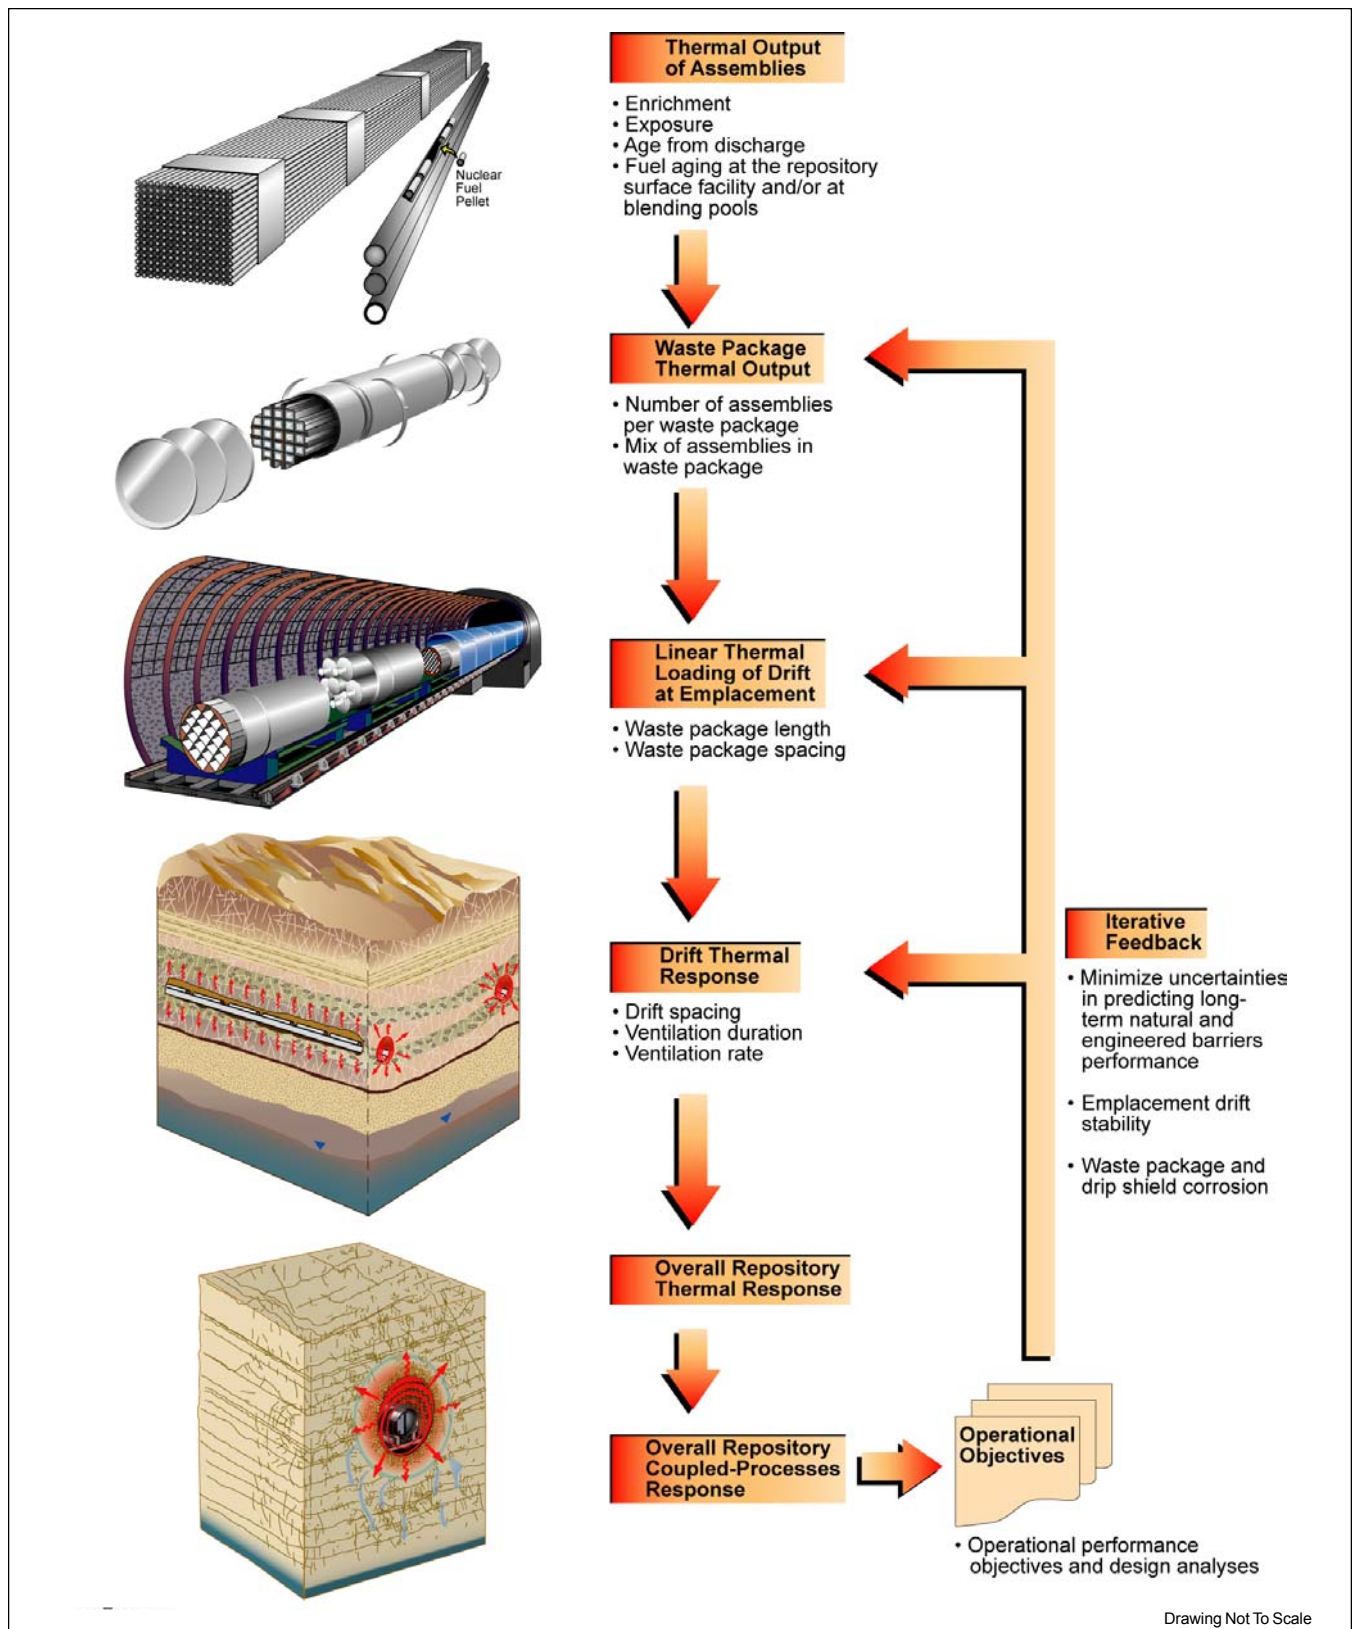 Thermal Output
of Assemblies
• Enrichment
• Exposure
• Age from discharge
• Fuel aging at the repository
surface facility and/or at
blending pools
Nuclear
Fuel
Pellet
Waste Package
Thermal Output
• Number of assemblies
per waste package
• Mix of assemblies in
waste package
Linear Thermal
Loading of Drift
at Emplacement
• Waste package length
• Waste package spacing
Drift Thermal
Response
• Drift spacing
• Ventilation duration
• Ventilation rate
Iterative
Feedback
• Minimize uncertainties
in predicting long-
term natural and
engineered barriers
performance
• Emplacement drift
stability
• Waste package and
drip shield corrosion
Overall Repository
Thermal Response
Overall Repository
Coupled-Processes
Response
Operational
Objectives
• Operational performance
objectives and design analyses
Drawing Not To Scale